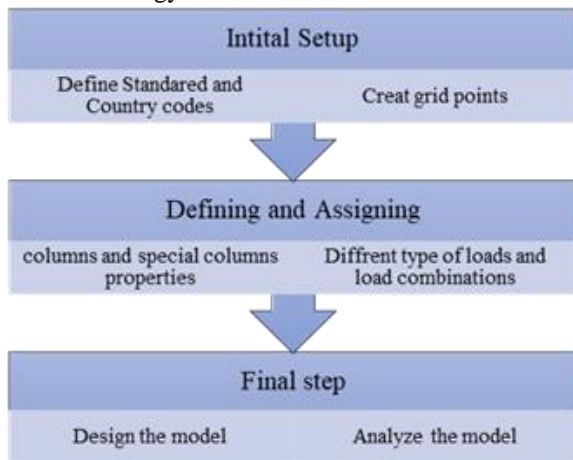 Intital Setup
Define Standared and
Country codes
Creat grid points
Defining and Assigning
columns and special columns
properties
Diffrent type of loads and
load combinations
Final step
Design the model
Analyze the model